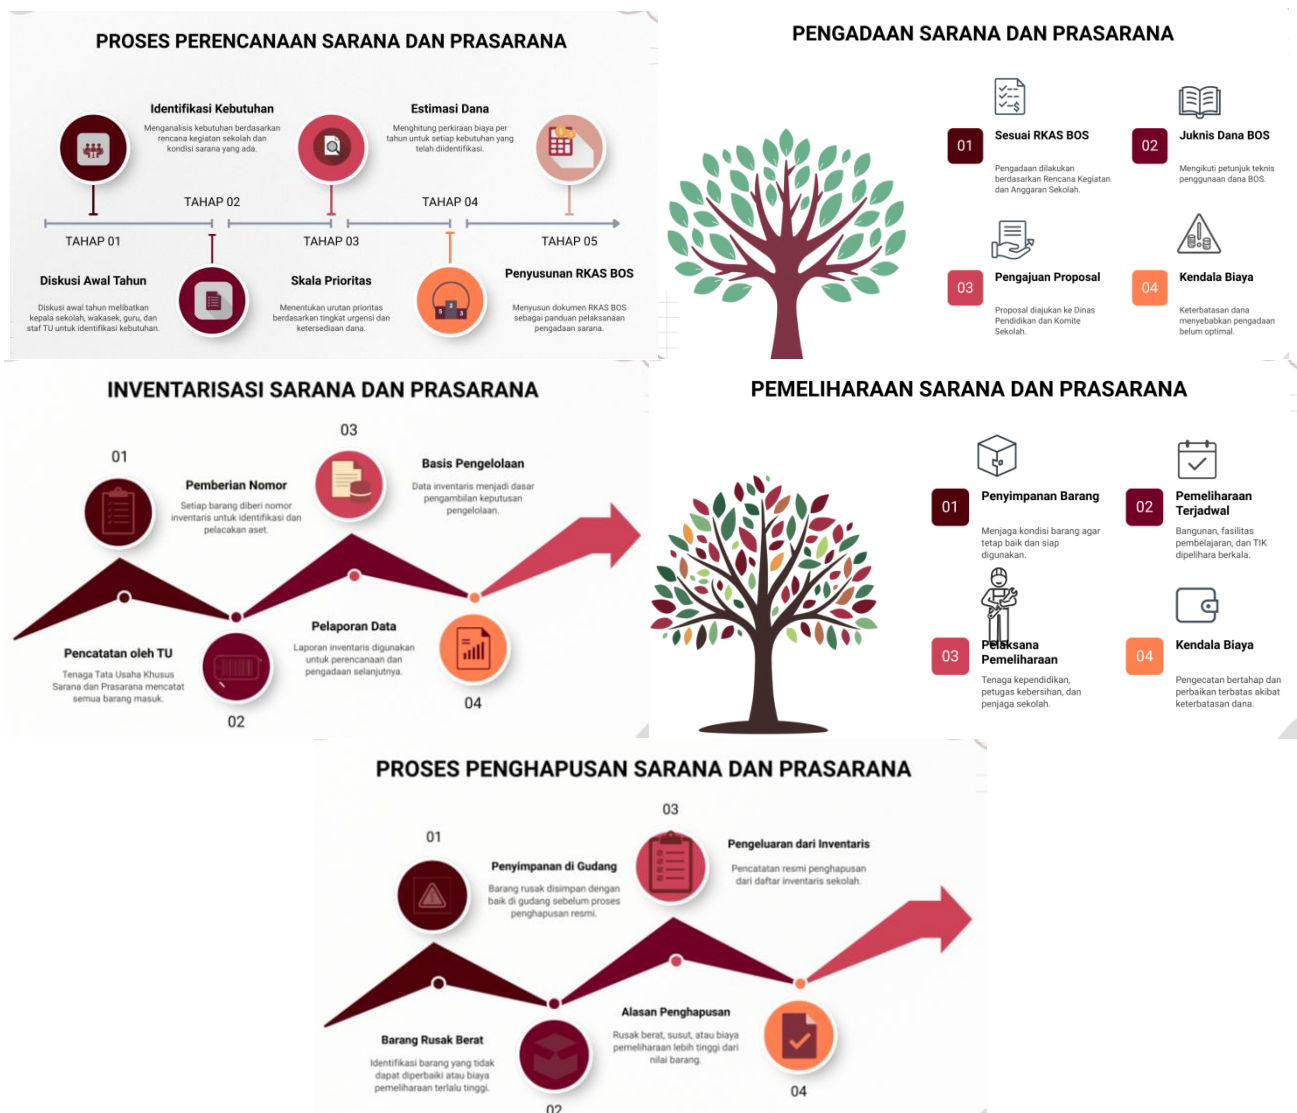 PROSES PERENCANAAN SARANA DAN PRASARANA
Identifikasi Kebutuhan
Menganalisis kebutuhan berdasarkan
rencana kegiatan sekolah dan
kondisi sarana yang ada.
Estimasi Dana
Menghitung perkiraan biaya per
tahun untuk setiap kebutuhan yang
telah diidentifikasi.
TAHAP 02
TAHAP 04
TAHAP 01
TAHAP 03
TAHAP 05
Diskusi Awal Tahun
Diskusi awal tahun melibatkan
kepala sekolah, wakasek, guru, dan
staf TU untuk identifikasi kebutuhan.
Skala Prioritas
Menentukan urutan prioritas
berdasarkan tingkat urgensi dan
ketersediaan dana.
Penyusunan RKAS BOS
Menyusun dokumen RKAS BOS
sebagai panduan pelaksanaan
pengadaan sarana.
PENGADAAN SARANA DAN PRASARANA
01
Sesuai RKAS BOS
Pengadaan dilakukan
berdasarkan Rencana Kegiatan
dan Anggaran Sekolah.
02
Juknis Dana BOS
Mengikuti petunjuk teknis
penggunaan dana BOS.
03
Pengajuan Proposal
Proposal diajukan ke Dinas
Pendidikan dan Komite
Sekolah.
04
Kendala Biaya
Keterbatasan dana
menyebabkan pengadaan
belum optimal.
INVENTARISASI SARANA DAN PRASARANA
01
Pemberian Nomor
Setiap barang diberi nomor
inventaris untuk identifikasi dan
pelacakan aset.
03
Basis Pengelolaan
Data inventaris menjadi dasar
pengambilan keputusan
pengelolaan.
Pencatatan oleh TU
Tenaga Tata Usaha Khusus
Sarana dan Prasarana mencatat
semua barang masuk.
02
Pelaporan Data
Laporan inventaris digunakan
untuk perencanaan dan
pengadaan selanjutnya.
04
PEMELIHARAAN SARANA DAN PRASARANA
01
Penyimpanan Barang
Menjaga kondisi barang agar
tetap baik dan siap
digunakan.
02
Pemeliharaan
Terjadwal
Bangunan, fasilitas
pembelajaran, dan TIK
dipelihara berkala.
03
Pelaksana
Pemeliharaan
Tenaga kependidikan,
petugas kebersihan, dan
penjaga sekolah.
04
Kendala Biaya
Pengecatan bertahap dan
perbaikan terbatas akibat
keterbatasan dana.
PROSES PENGHAPUSAN SARANA DAN PRASARANA
01
Penyimpanan di Gudang
Barang rusak disimpan dengan
baik di gudang sebelum proses
penghapusan resmi.
03
Pengeluaran dari Inventaris
Pencatatan resmi penghapusan
dari daftar inventaris sekolah.
Barang Rusak Berat
Identifikasi barang yang tidak
dapat diperbaiki atau biaya
pemeliharaan terlalu tinggi.
02
Alasan Penghapusan
Rusak berat, susut, atau biaya
pemeliharaan lebih tinggi dari
nilai barang.
04